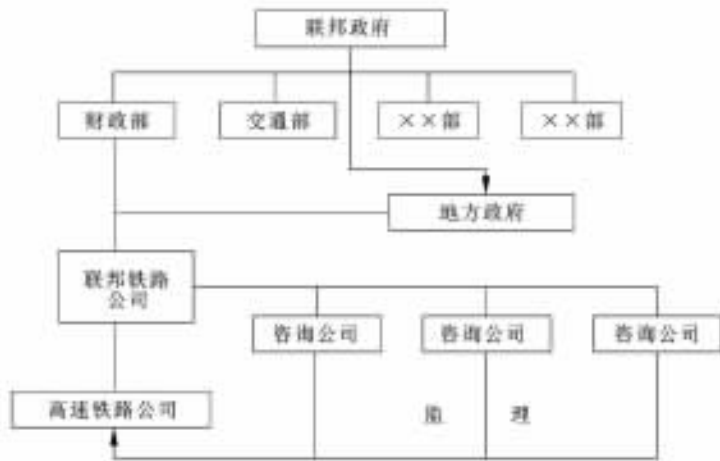 联邦政府
财政部
交通部
××部
××部
地方政府
联邦铁路
公司
咨询公司
咨询公司
咨询公司
高速铁路公司
监 理